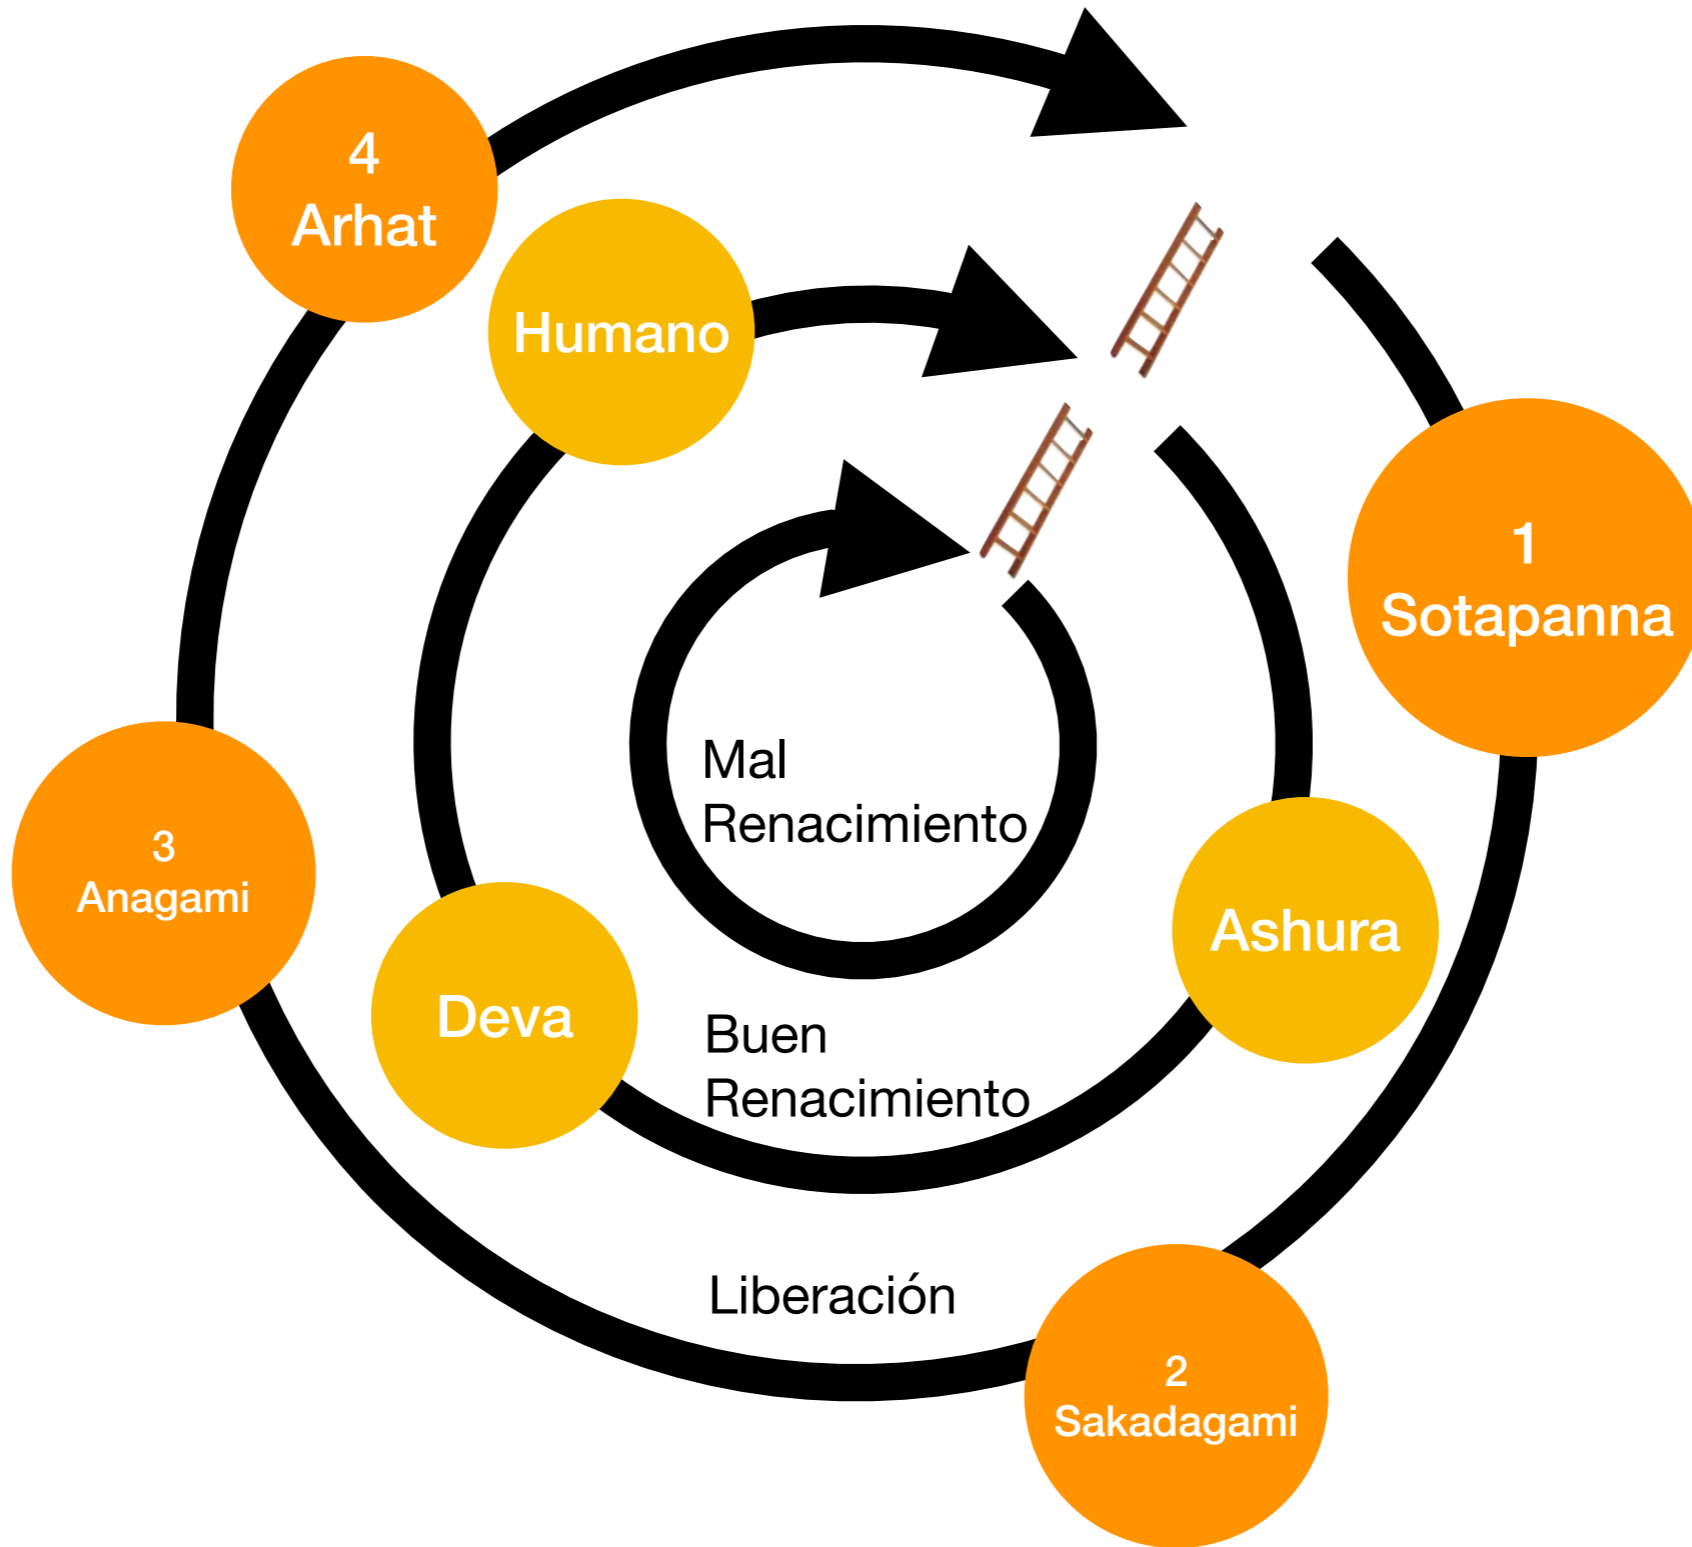 4
Arhat
Humano
1
Sotapanna
Mal
Renacimiento
3
Anagami
Ashura
Deva
Buen
Renacimiento
Liberación
2
Sakadagami